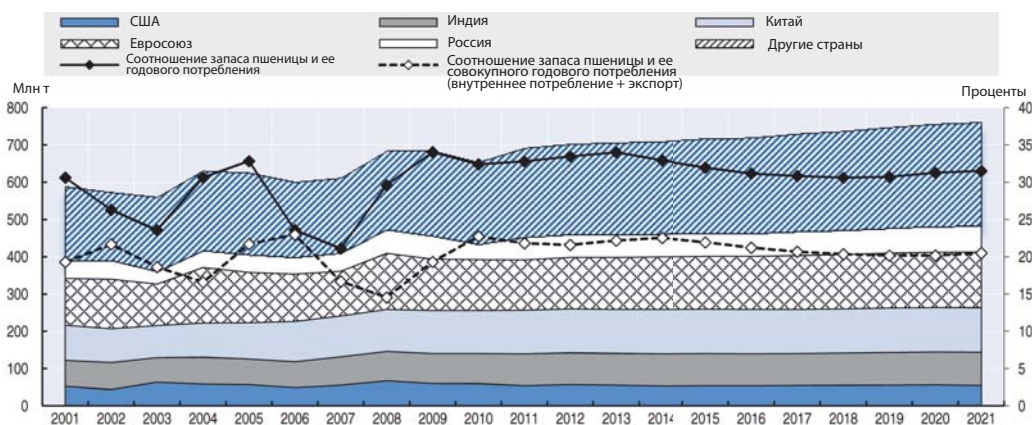 США
Индия
Китай
Евросоюз
Россия
Другие страны
Соотношение запаса пшеницы и ее
годового потребления
Соотношение запаса пшеницы и ее
совокупного годового потребления
(внутреннее потребление + экспорт)
Млн т
Проценты
800
700
600
500
400
300
200
100
0
40
35
30
25
20
15
10
5
0
2001 2002 2003 2004 2005 2006 2007 2008 2009 2010 2011 2012 2013 2014 2015 2016 2017 2018 2019 2020 2021